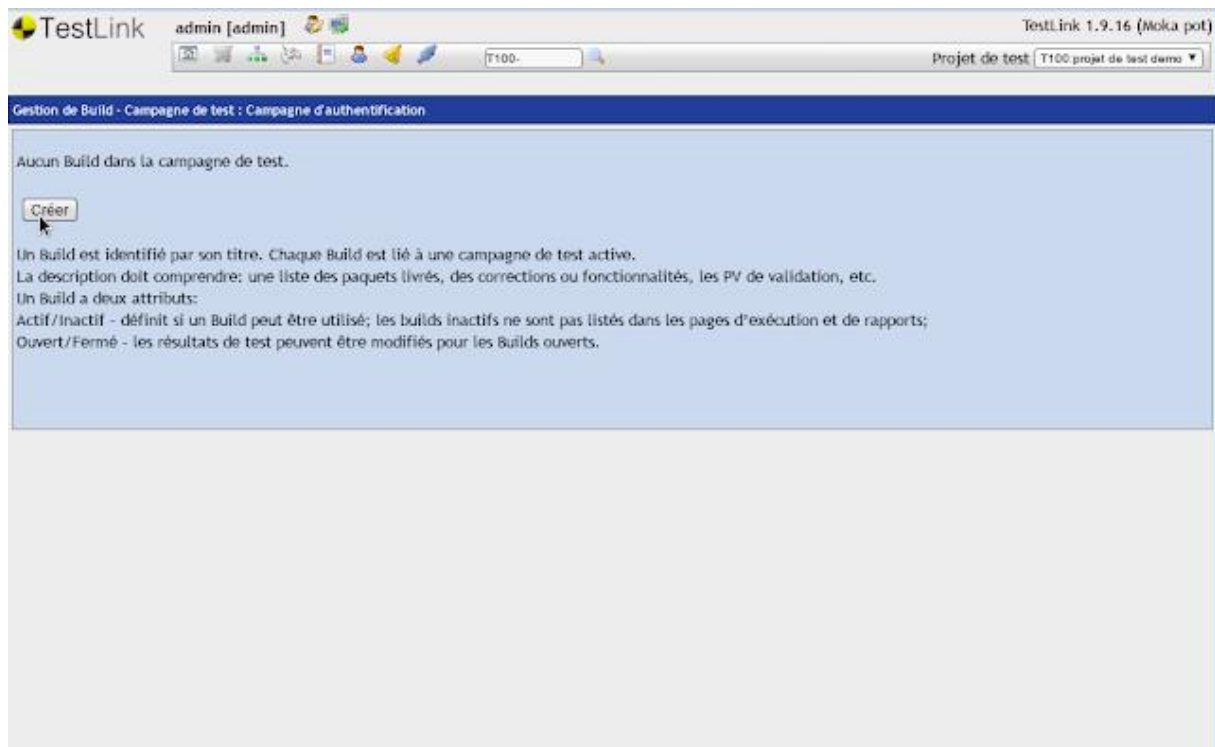 TestLink admin [admin] TestLink 1.9.16 (Moka pot)
T100- Projet de test T100:projet de test demo
Gestion de Build - Campagne de test : Campagne d'authentification
Aucun Build dans la campagne de test.
Créer
Un Build est identifié par son titre. Chaque Build est lié à une campagne de test active.
La description doit comprendre: une liste des paquets livrés, des corrections ou fonctionnalités, les PV de validation, etc.
Un Build a deux attributs:
Actif/Inactif - définit si un Build peut être utilisé; les builds inactifs ne sont pas listés dans les pages d'exécution et de rapports;
Ouvert/Fermé - les résultats de test peuvent être modifiés pour les Builds ouverts.